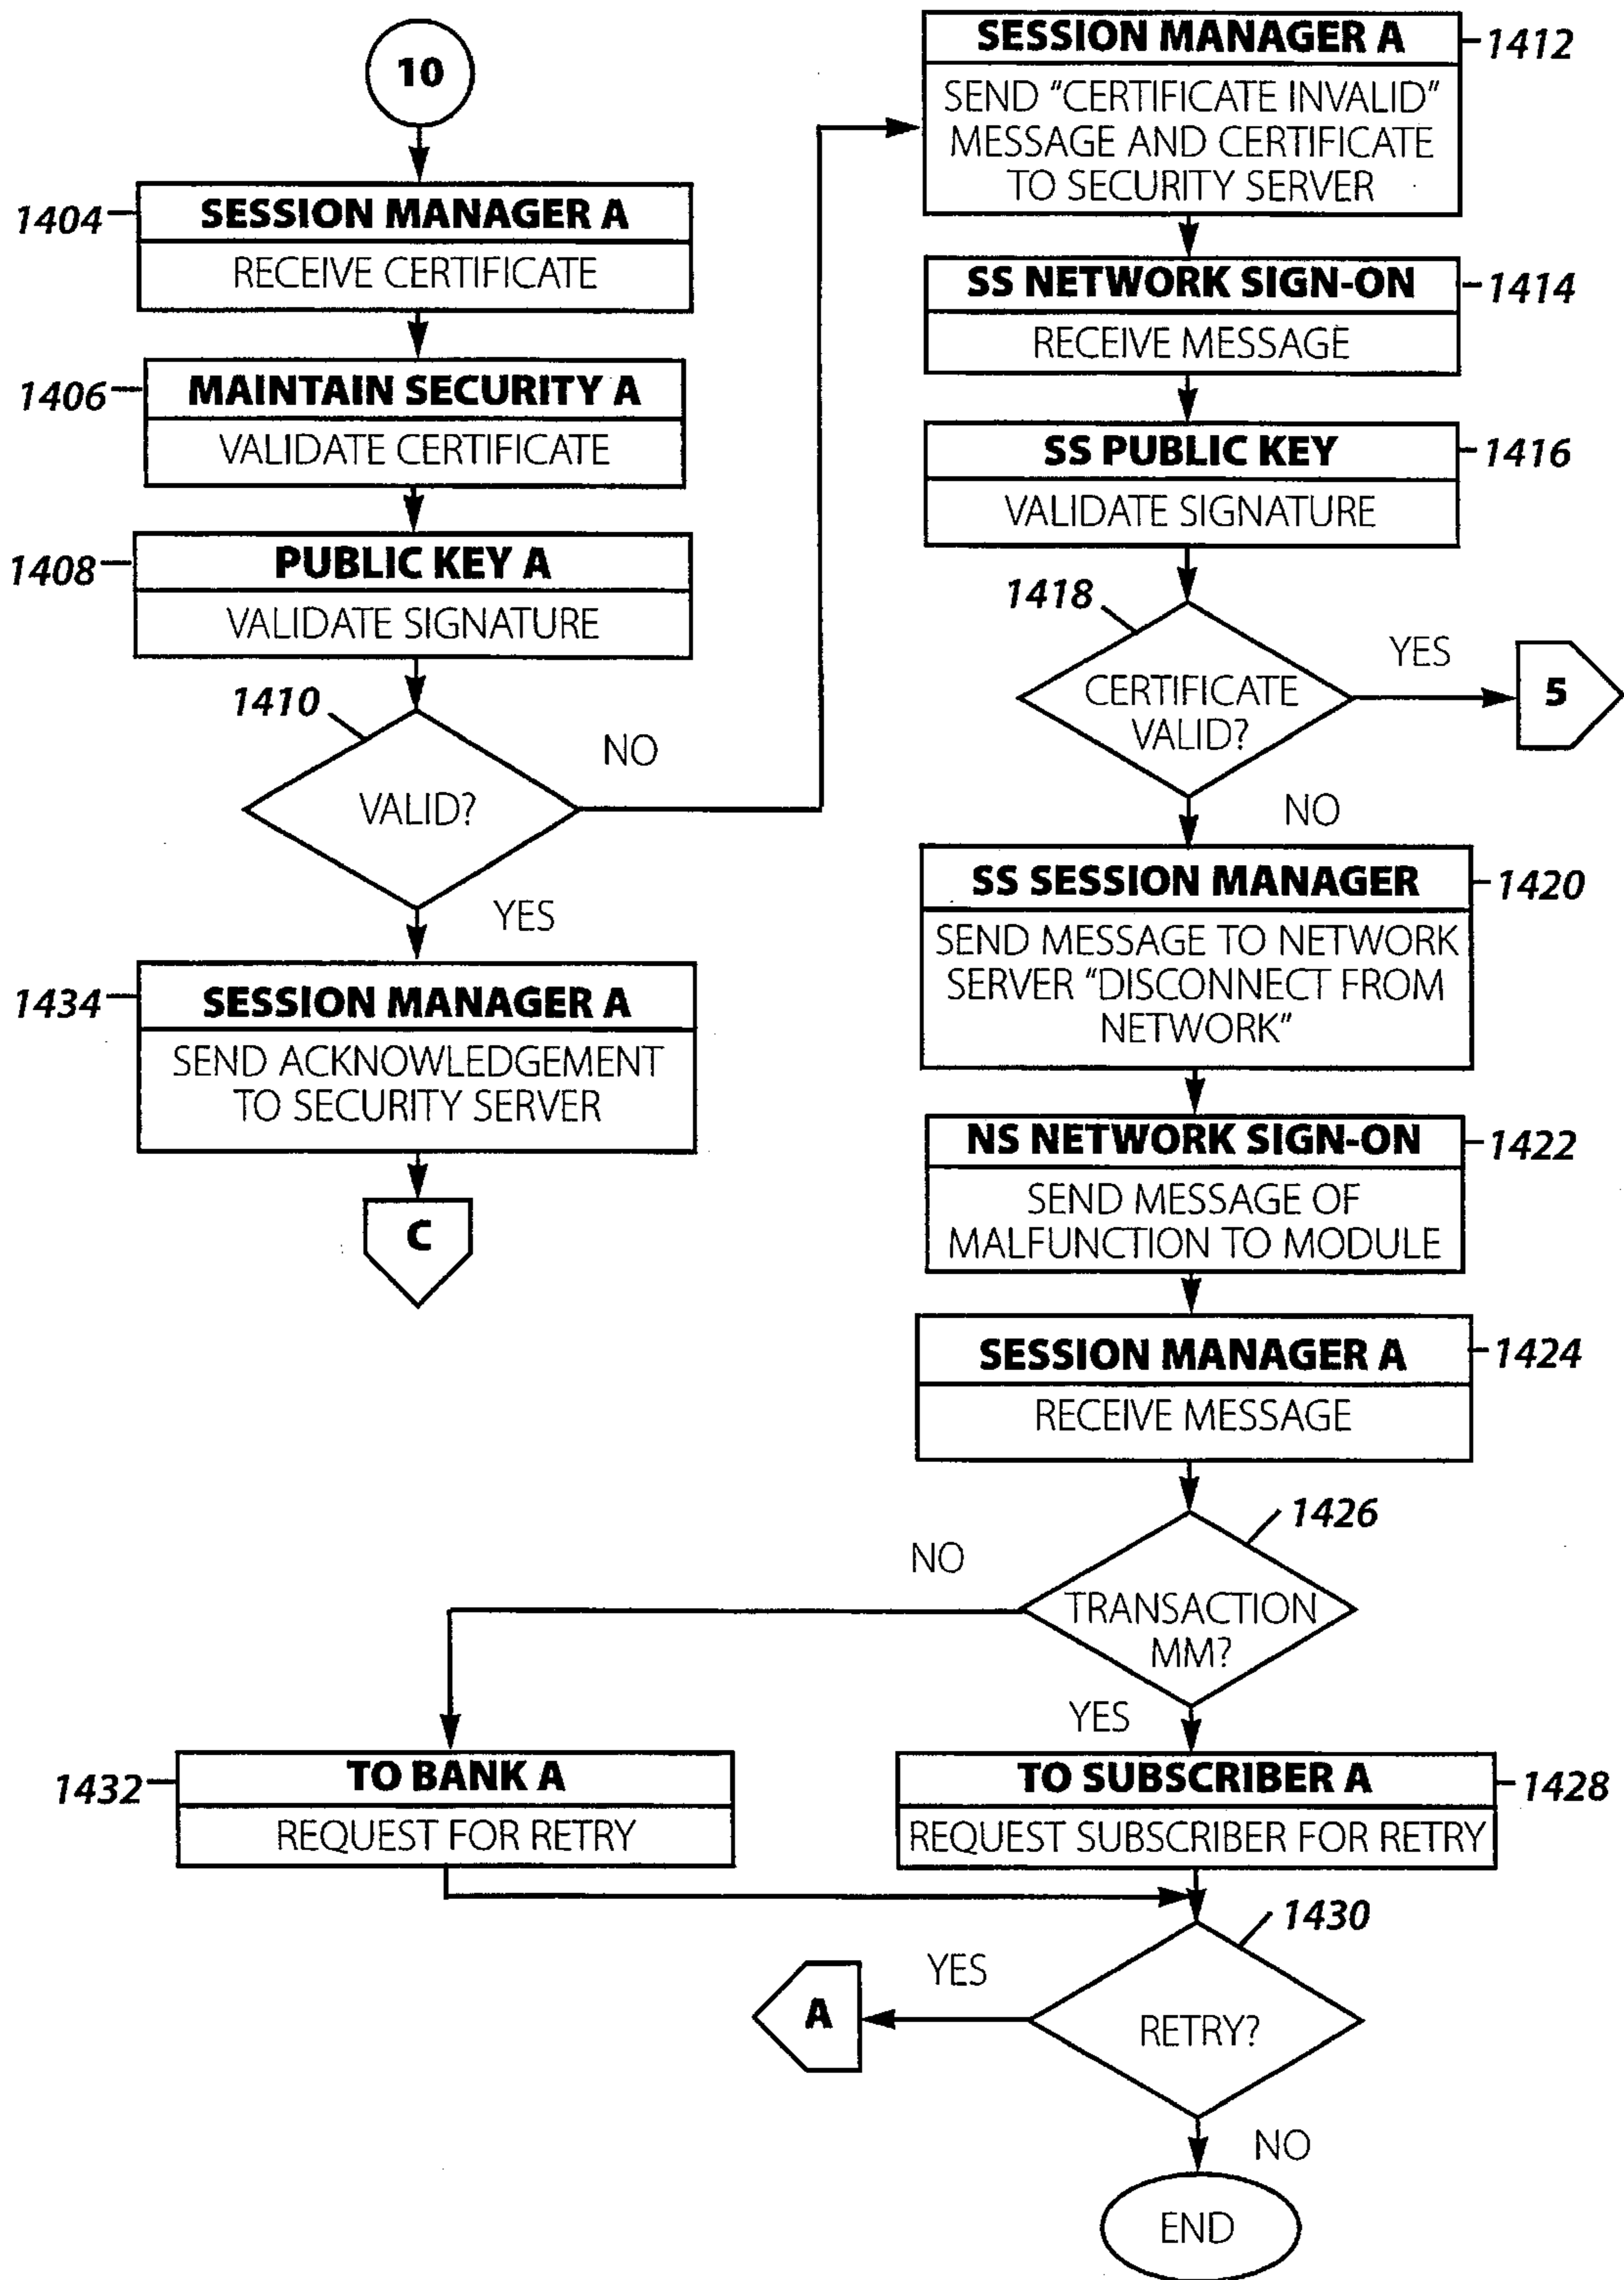 10
1404
SESSION MANAGER A
RECEIVE CERTIFICATE
1406
MAINTAIN SECURITY A
VALIDATE CERTIFICATE
1408
PUBLIC KEY A
VALIDATE SIGNATURE
1410
VALID?
NO
YES
1434
SESSION MANAGER A
SEND ACKNOWLEDGEMENT
TO SECURITY SERVER
C
SESSION MANAGER A
1412
SEND "CERTIFICATE INVALID"
MESSAGE AND CERTIFICATE
TO SECURITY SERVER
SS NETWORK SIGN-ON
1414
RECEIVE MESSAGE
SS PUBLIC KEY
1416
VALIDATE SIGNATURE
1418
CERTIFICATE
VALID?
YES
5
NO
SS SESSION MANAGER
1420
SEND MESSAGE TO NETWORK
SERVER "DISCONNECT FROM
NETWORK"
NS NETWORK SIGN-ON
1422
SEND MESSAGE OF
MALFUNCTION TO MODULE
SESSION MANAGER A
1424
RECEIVE MESSAGE
1426
TRANSACTION
MM?
NO
YES
1432
TO BANK A
REQUEST FOR RETRY
TO SUBSCRIBER A
1428
REQUEST SUBSCRIBER FOR RETRY
1430
RETRY?
YES
A
NO
END